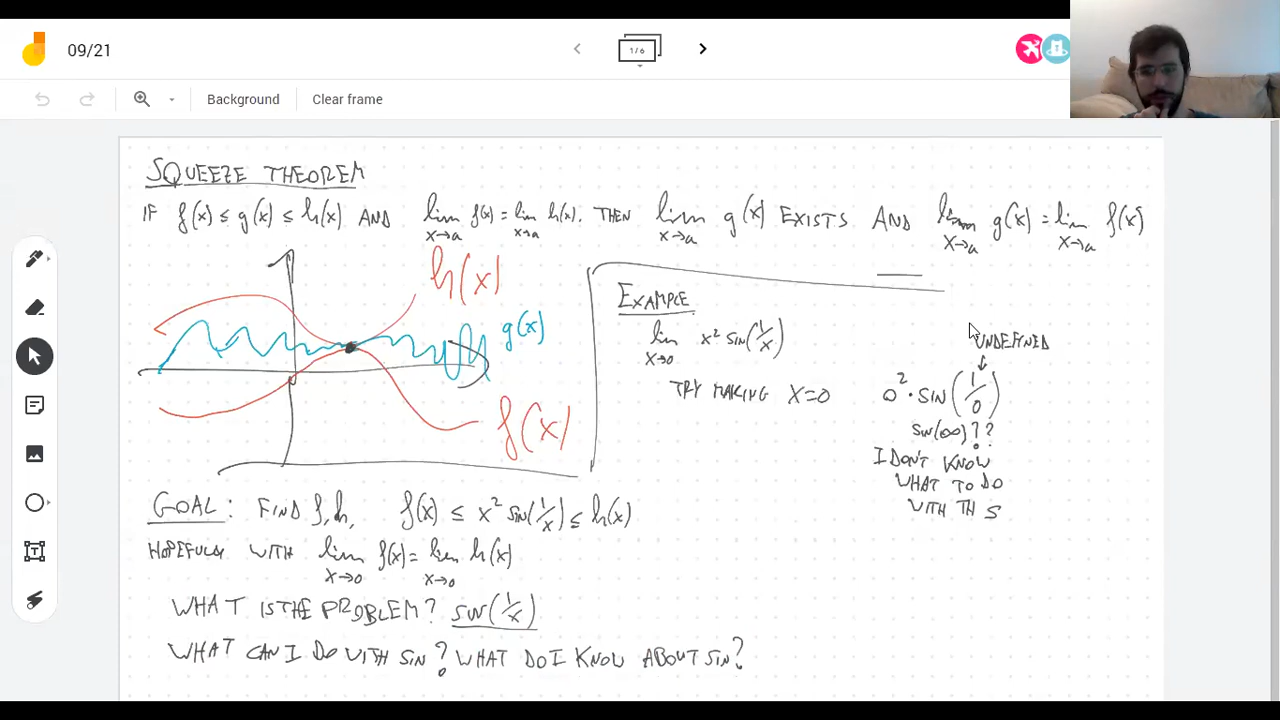 09/21
1/6
Background
Clear frame
SQUEEZE THEOREM
IF f(x) ≤ g(x) ≤ h(x) AND lim x→a f(x) = lim x→a h(x). THEN lim x→a g(x) EXISTS AND lim x→a g(x) = lim x→a f(x)
h(x)
g(x)
f(x)
EXAMPLE
lim x→0 x² sin(1/x)
TRY MAKING X=0
UNDEFINED
0² · SIN(1/0)
SIN(∞)??
I DON'T KNOW
WHAT TO DO
WITH TH S
GOAL: FIND f, h, f(x) ≤ x² sin(1/x) ≤ h(x)
HOPEFULLY WITH lim x→0 f(x) = lim x→0 h(x)
WHAT IS THE PROBLEM? SIN(1/x)
WHAT CAN I DO WITH SIN? WHAT DO I KNOW ABOUT SIN?